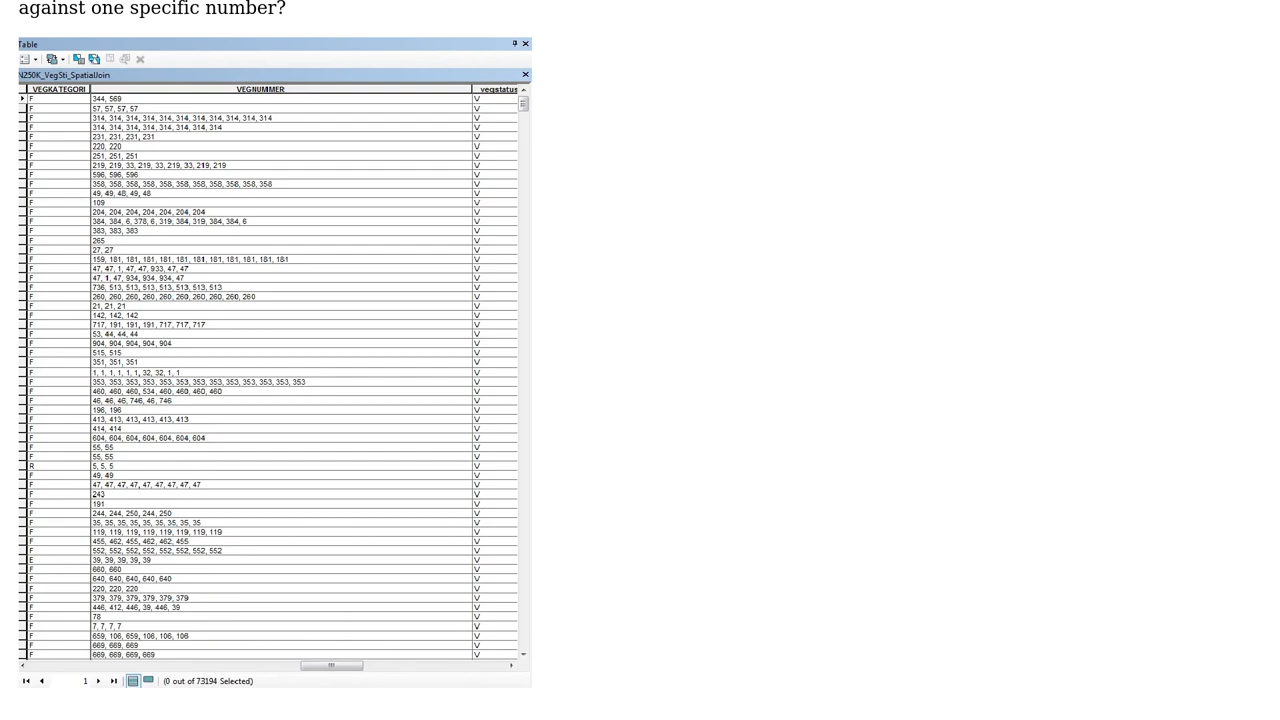 against one specific number?
Table
N250K_VegSti_SpatialJoin
VEGKATEGORI VEGNUMMER vegstatus
F 344, 569 V
F 57, 57, 57, 57 V
F 314, 314, 314, 314, 314, 314, 314, 314, 314, 314, 314 V
F 314, 314, 314, 314, 314, 314, 314, 314 V
F 231, 231, 231, 231 V
F 220, 220 V
F 251, 251, 251 V
F 219, 219, 33, 219, 33, 219, 33, 219, 219 V
F 596, 596, 596 V
F 358, 358, 358, 358, 358, 358, 358, 358, 358, 358, 358 V
F 49, 49, 48, 49, 48 V
F 109 V
F 204, 204, 204, 204, 204, 204, 204 V
F 384, 384, 6, 378, 6, 319, 384, 319, 384, 384, 6 V
F 383, 383, 383 V
F 265 V
F 27, 27 V
F 159, 181, 181, 181, 181, 181, 181, 181, 181, 181, 181, 181 V
F 47, 47, 1, 47, 47, 933, 47, 47 V
F 47, 1, 47, 934, 934, 934, 47 V
F 736, 513, 513, 513, 513, 513, 513, 513 V
F 260, 260, 260, 260, 260, 260, 260, 260, 260, 260 V
F 21, 21, 21 V
F 142, 142, 142 V
F 717, 191, 191, 191, 717, 717, 717 V
F 53, 44, 44, 44 V
F 904, 904, 904, 904, 904 V
F 515, 515 V
F 351, 351, 351 V
F 1, 1, 1, 1, 1, 1, 32, 32, 1, 1 V
F 353, 353, 353, 353, 353, 353, 353, 353, 353, 353, 353, 353, 353 V
F 460, 460, 460, 534, 460, 460, 460, 460 V
F 46, 46, 46, 746, 46, 746 V
F 196, 196 V
F 413, 413, 413, 413, 413, 413 V
F 414, 414 V
F 604, 604, 604, 604, 604, 604, 604 V
F 55, 55 V
F 55, 55 V
R 5, 5, 5 V
F 49, 49 V
F 47, 47, 47, 47, 47, 47, 47, 47, 47 V
F 243 V
F 191 V
F 244, 244, 250, 244, 250 V
F 35, 35, 35, 35, 35, 35, 35, 35, 35 V
F 119, 119, 119, 119, 119, 119, 119, 119 V
F 455, 462, 455, 462, 462, 455 V
F 552, 552, 552, 552, 552, 552, 552, 552 V
E 39, 39, 39, 39, 39 V
F 660, 660 V
F 640, 640, 640, 640, 640 V
F 220, 220, 220 V
F 379, 379, 379, 379, 379, 379 V
F 446, 412, 446, 39, 446, 39 V
F 78 V
F 7, 7, 7, 7 V
F 659, 106, 659, 106, 106, 106 V
F 669, 669, 669 V
F 669, 669, 669, 669 V
1 (0 out of 73194 Selected)